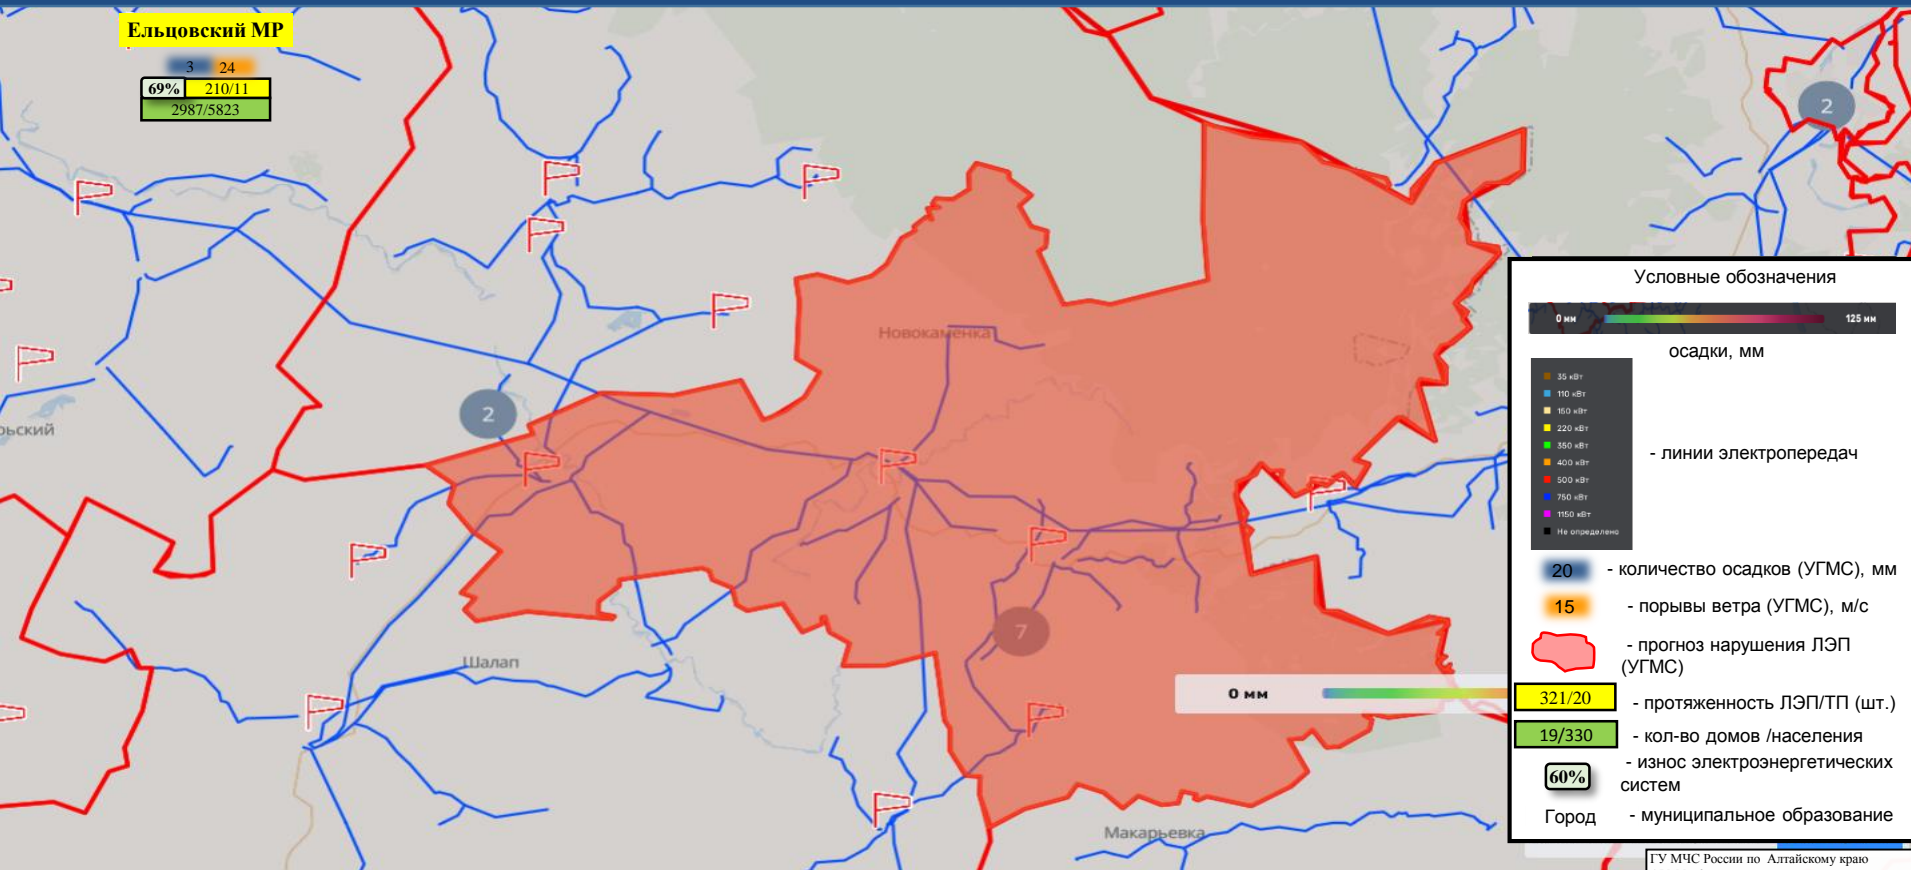 Ельцовский МР
3 24
69% 210/11
2987/5823
2
2
7
Новокаменка
Шалап
Макарьевка
0 мм
Условные обозначения
0 мм 125 мм
осадки, мм
35 кВт
110 кВт
150 кВт
220 кВт
350 кВт
400 кВт
500 кВт
750 кВт
1150 кВт
Не определено
- линии электропередач
20 - количество осадков (УГМС), мм
15 - порывы ветра (УГМС), м/с
- прогноз нарушения ЛЭП
(УГМС)
321/20 - протяженность ЛЭП/ТП (шт.)
19/330 - кол-во домов /населения
60% - износ электроэнергетических
систем
Город - муниципальное образование
ГУ МЧС России по Алтайскому краю